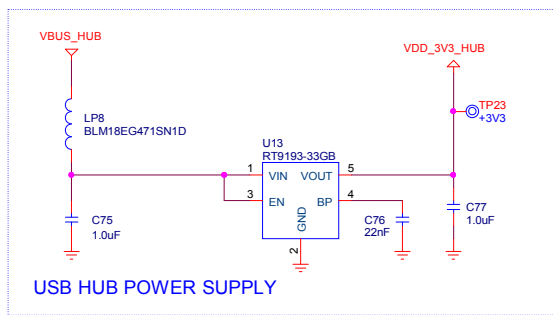 VBUS_HUB
VDD_3V3_HUB
LP8
BLM18EG471SN1D
TP23
+3V3
U13
RT9193-33GB
1 VIN VOUT 5
3 EN BP 4
GND
2
C75
1.0uF
C76
22nF
C77
1.0uF
USB HUB POWER SUPPLY